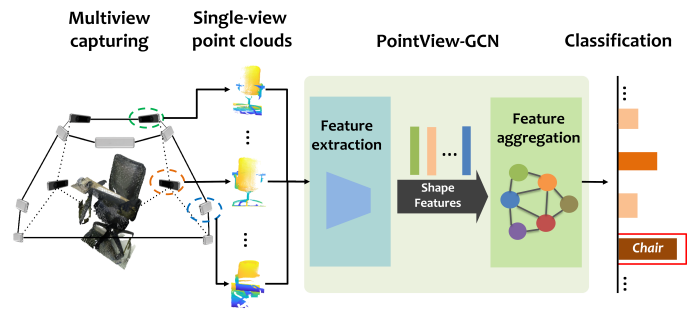 Multiview
capturing
Single-view
point clouds
PointView-GCN
Classification
Feature
extraction
Shape
Features
Feature
aggregation
Chair